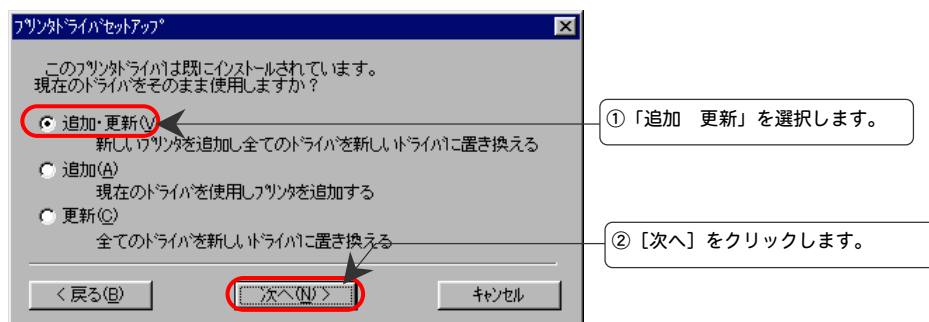 プリンタドライバセットアップ
このプリンタドライバは既にインストールされています。
現在のドライバをそのまま使用しますか？
追加・更新(V)
新しいプリンタを追加し全てのドライバを新しいドライバに置き換える
追加(A)
現在のドライバを使用しプリンタを追加する
更新(C)
全てのドライバを新しいドライバに置き換える
< 戻る(B)
次へ(N) >
キャンセル
①「追加　更新」を選択します。
②［次へ］をクリックします。